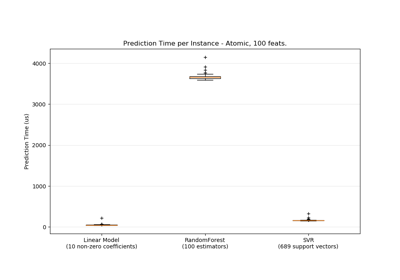 Prediction Time per Instance - Atomic, 100 feats.
4000
3000
2000
1000
0
Prediction Time (us)
Linear Model
(10 non-zero coefficients)
RandomForest
(100 estimators)
SVR
(689 support vectors)